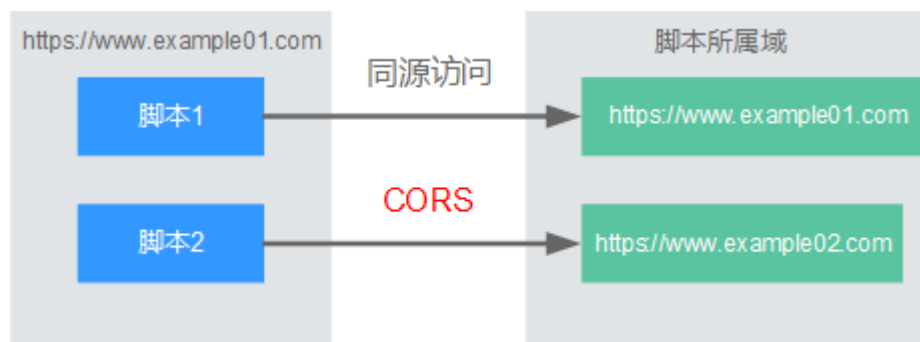 https://www.example01.com
脚本所属域
同源访问
脚本1
https://www.example01.com
CORS
脚本2
https://www.example02.com